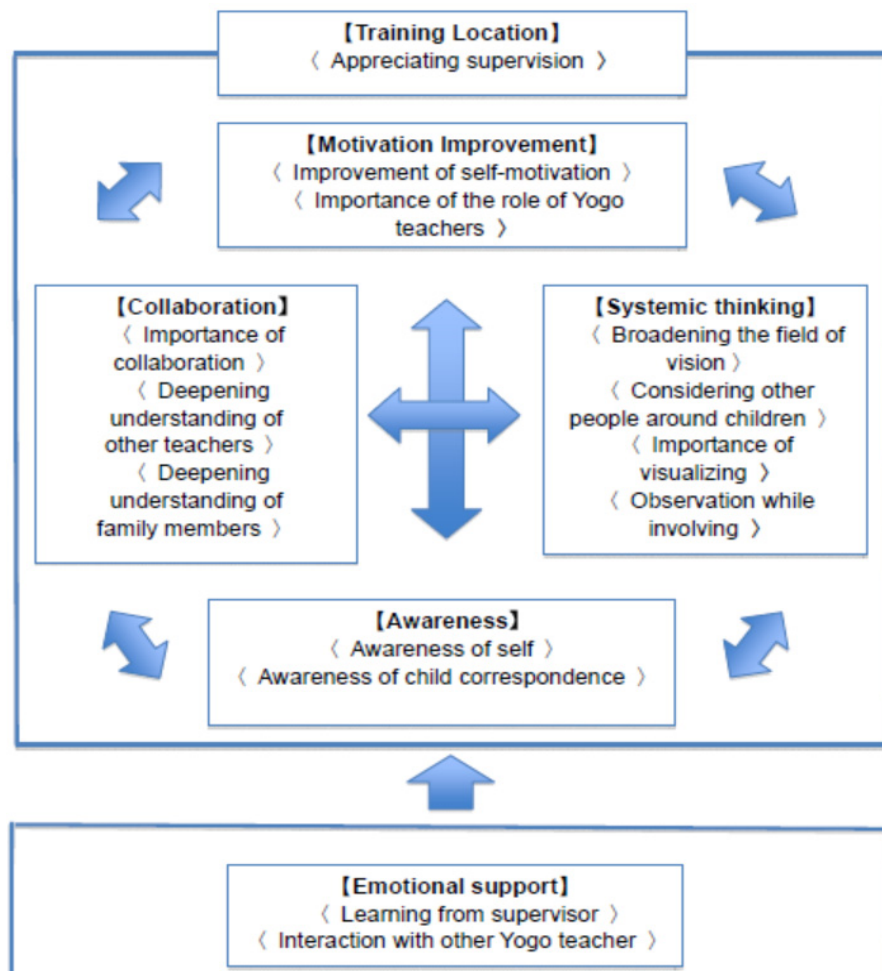 【Training Location】
〈 Appreciating supervision 〉
【Motivation Improvement】
〈 Improvement of self-motivation 〉
〈 Importance of the role of Yogo
teachers 〉
【Collaboration】
〈 Importance of
collaboration 〉
〈 Deepening
understanding of
other teachers 〉
〈 Deepening
understanding of
family members 〉
【Systemic thinking】
〈 Broadening the field of
vision 〉
〈 Considering other
people around children 〉
〈 Importance of
visualizing 〉
〈 Observation while
involving 〉
【Awareness】
〈 Awareness of self 〉
〈 Awareness of child correspondence 〉
【Emotional support】
〈 Learning from supervisor 〉
〈 Interaction with other Yogo teacher 〉